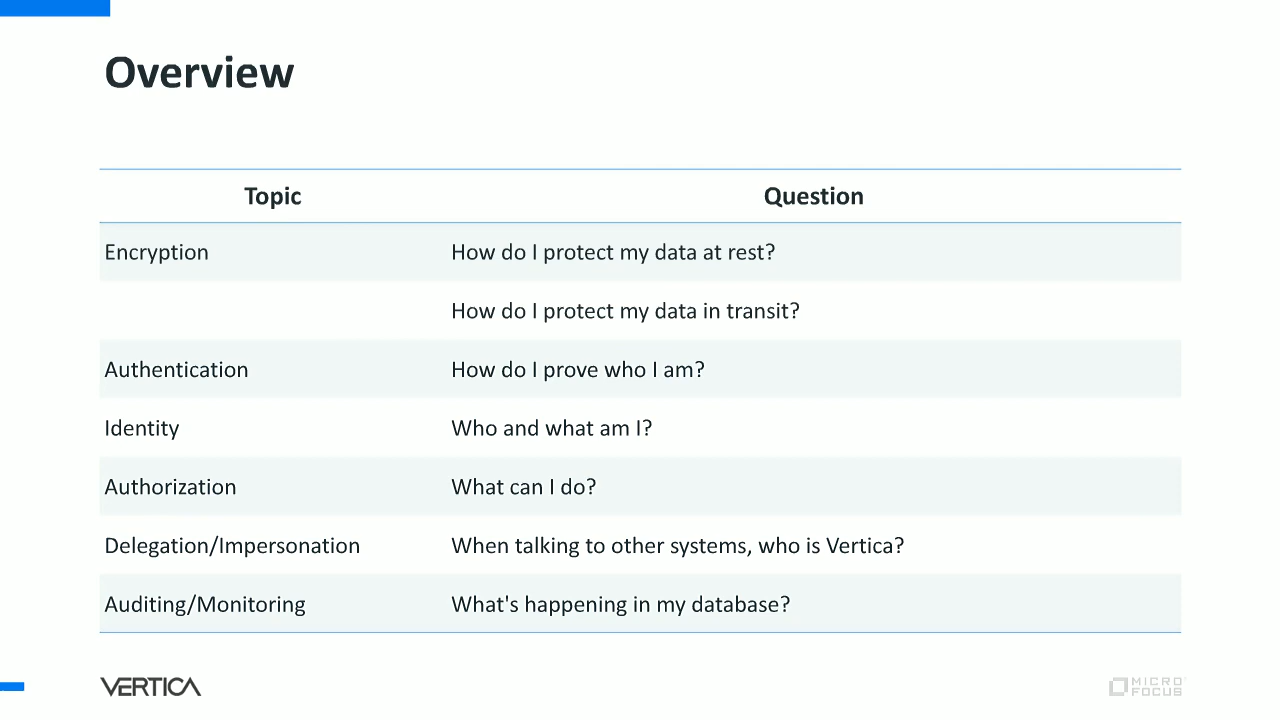 Overview
Topic Question
Encryption How do I protect my data at rest?
How do I protect my data in transit?
Authentication How do I prove who I am?
Identity Who and what am I?
Authorization What can I do?
Delegation/Impersonation When talking to other systems, who is Vertica?
Auditing/Monitoring What's happening in my database?
VERTICA
MICRO
FOCUS